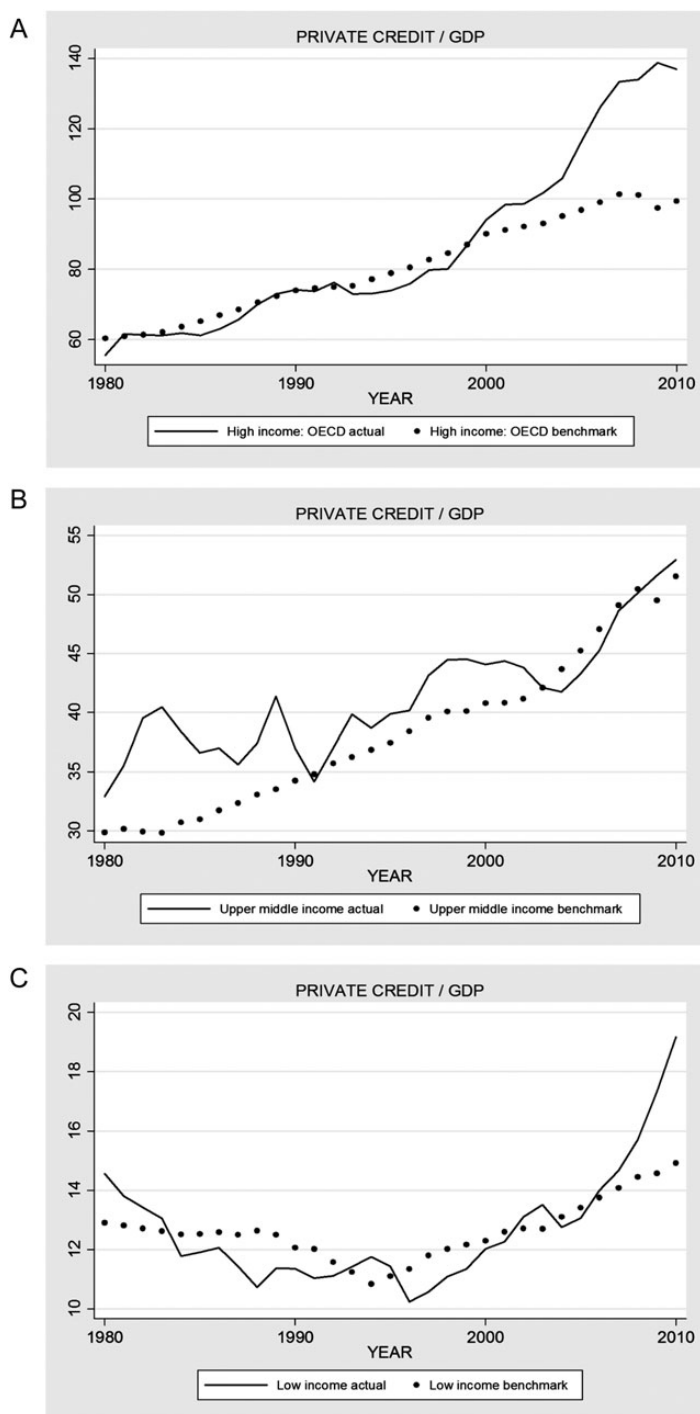 A
PRIVATE CREDIT / GDP
140
120
100
80
60
1980
1990
2000
2010
YEAR
High income: OECD actual
High income: OECD benchmark
B
PRIVATE CREDIT / GDP
55
50
45
40
35
30
1980
1990
2000
2010
YEAR
Upper middle income actual
Upper middle income benchmark
C
PRIVATE CREDIT / GDP
20
18
16
14
12
10
1980
1990
2000
2010
YEAR
Low income actual
Low income benchmark